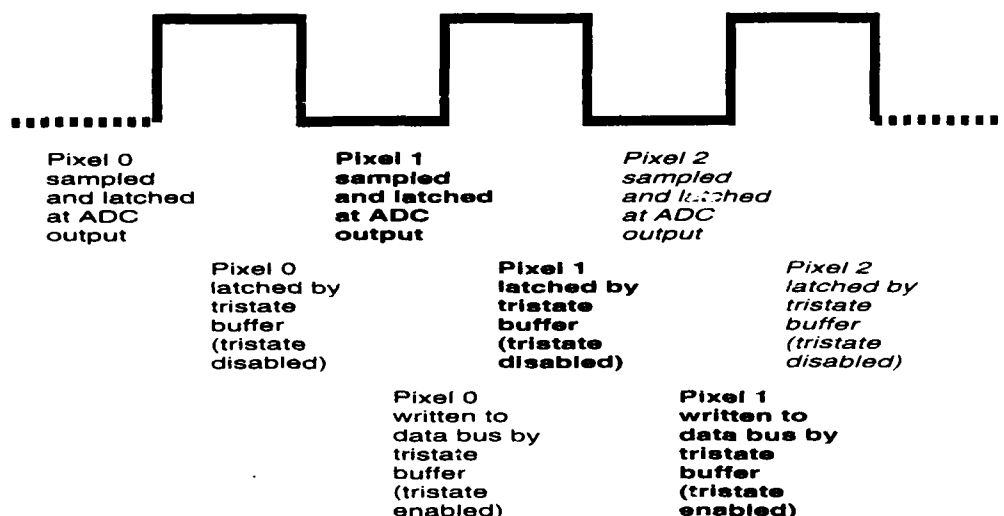 Pixel 0
sampled
and latched
at ADC
output
Pixel 1
sampled
and latched
at ADC
output
Pixel 2
sampled
and latched
at ADC
output
Pixel 0
latched by
tristate
buffer
(tristate
disabled)
Pixel 1
latched by
tristate
buffer
(tristate
disabled)
Pixel 2
latched by
tristate
buffer
(tristate
disabled)
Pixel 0
written to
data bus by
tristate
buffer
(tristate
enabled)
Pixel 1
written to
data bus by
tristate
buffer
(tristate
enabled)